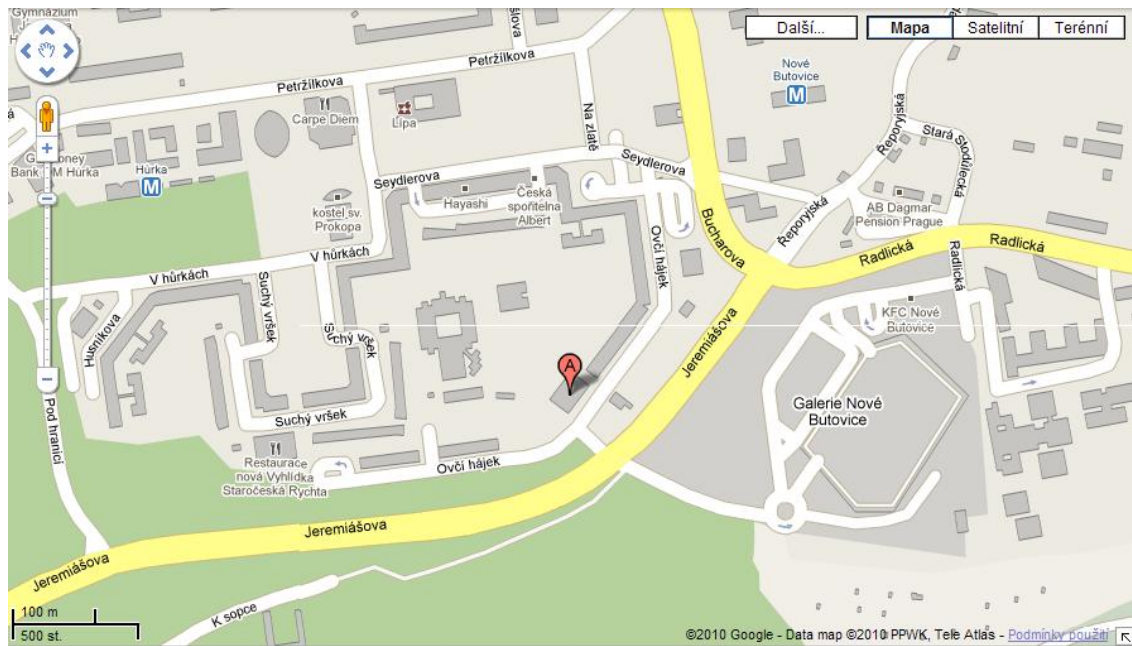 Gymnázium
Další...
Mapa
Satelitní
Terénní
Petržílkova
Petržílkova
Nové
Butovice
M
Carpe Diem
Lípa
Na zlatě
Řeporyjská
Stará Stodůlecká
Bank
M Hůrka
Hůrka
M
Seydlerova
Seydlerova
Hayashi
Česká
spořitelna
Albert
kostel sv.
Prokopa
AB Dagmar
Pension Prague
Bucharova
Řeporyjská
Ovčí hájek
Radlická
Radlická
Radlická
V hůrkách
Suchý vršek
Husníkova
Suchý vršek
KFC Nové
Butovice
Jeremiášova
A
Galerie Nové
Butovice
Suchý vršek
Pod hranicí
Restaurace
nová Vyhlídka
Staročeská Rychta
Ovčí hájek
Jeremiášova
Jeremiášova
K sopce
100 m
500 st.
©2010 Google - Data map ©2010 PPWK, Tele Atlas - Podmínky použití